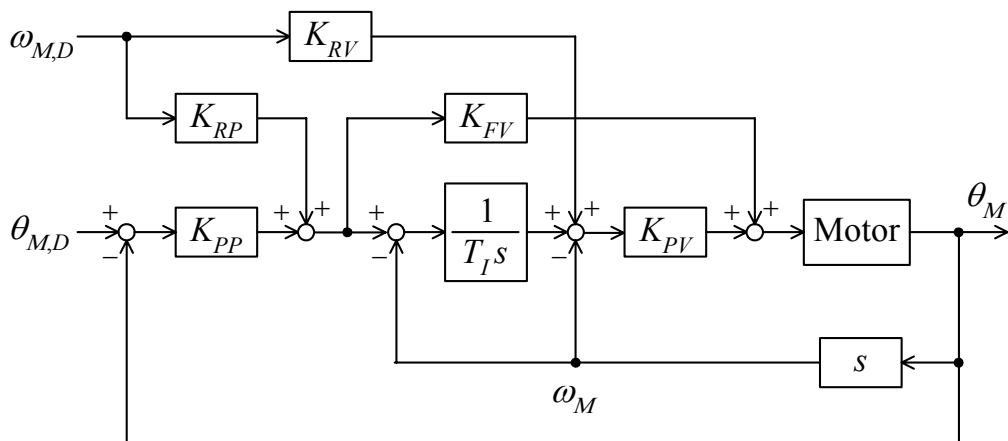 ω_{M,D}
K_{RV}
K_{RP}
K_{FV}
θ_{M,D}
+
−
K_{PP}
+ +
+
−
1
T_I s
+ +
−
K_{PV}
+ +
Motor
θ_M
s
ω_M